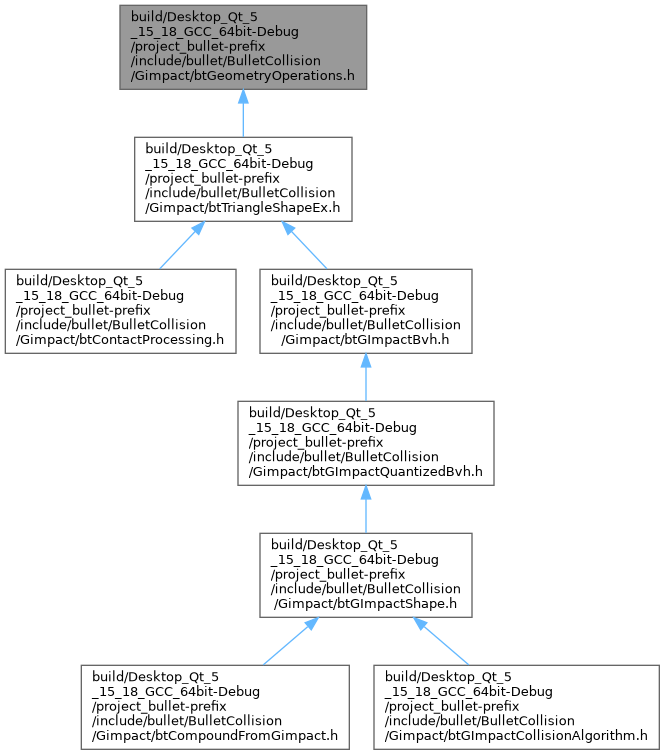 build/Desktop_Qt_5
_15_18_GCC_64bit-Debug
/project_bullet-prefix
/include/bullet/BulletCollision
/Gimpact/btGeometryOperations.h
build/Desktop_Qt_5
_15_18_GCC_64bit-Debug
/project_bullet-prefix
/include/bullet/BulletCollision
/Gimpact/btTriangleShapeEx.h
build/Desktop_Qt_5
_15_18_GCC_64bit-Debug
/project_bullet-prefix
/include/bullet/BulletCollision
/Gimpact/btContactProcessing.h
build/Desktop_Qt_5
_15_18_GCC_64bit-Debug
/project_bullet-prefix
/include/bullet/BulletCollision
/Gimpact/btGImpactBvh.h
build/Desktop_Qt_5
_15_18_GCC_64bit-Debug
/project_bullet-prefix
/include/bullet/BulletCollision
/Gimpact/btGImpactQuantizedBvh.h
build/Desktop_Qt_5
_15_18_GCC_64bit-Debug
/project_bullet-prefix
/include/bullet/BulletCollision
/Gimpact/btGImpactShape.h
build/Desktop_Qt_5
_15_18_GCC_64bit-Debug
/project_bullet-prefix
/include/bullet/BulletCollision
/Gimpact/btCompoundFromGimpact.h
build/Desktop_Qt_5
_15_18_GCC_64bit-Debug
/project_bullet-prefix
/include/bullet/BulletCollision
/Gimpact/btGImpactCollisionAlgorithm.h